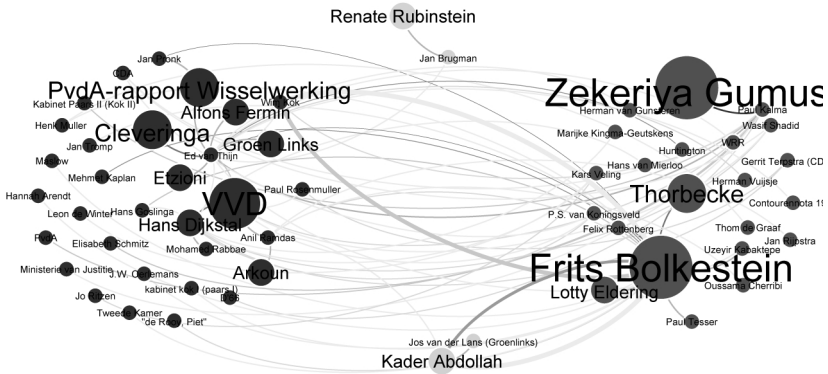 Renate Rubinstein
Jan Brugman
Jan Pronk
CDA
PvdA-rapport Wisselwerking
Kabinet Paars II (Kok II)
Wim Kok
Alfons Fermin
Henk Muller
Cleveringa
Jan Tromp
Groen Links
Ed van Thijn
Maslow
Mehmet Kaplan
Etzioni
Hannah Arendt
Paul Rosenmuller
VVD
Leon de Winter
Hans Goslinga
Hans Dijkstal
PvdA
Elisabeth Schmitz
Mohamed Rabbae
Anil Ramdas
Ministerie van Justitie
J.W. Oerlemans
Arkoun
kabinet kok1 (paars I)
D'66
Jo Ritzen
Tweede Kamer
"de Rooy, Piet"
Zekeriya Gumus
Herman van Gunsteren
Paul Kalma
Wasif Shadid
Marijke Kingma-Geutskens
WRR
Huntington
Hans van Mierloo
Gerrit Terpstra (CD
Kars Veling
Herman Vuijsje
Thorbecke
Contourennota 19
P.S. van Koningsveld
Felix Rottenberg
Thom de Graaf
Jan Rijpstra
Uzeyir Kabaktepe
Frits Bolkestein
Oussama Cherribi
Lotty Eldering
Paul Tesser
Jos van der Lans (Groenlinks)
Kader Abdollah